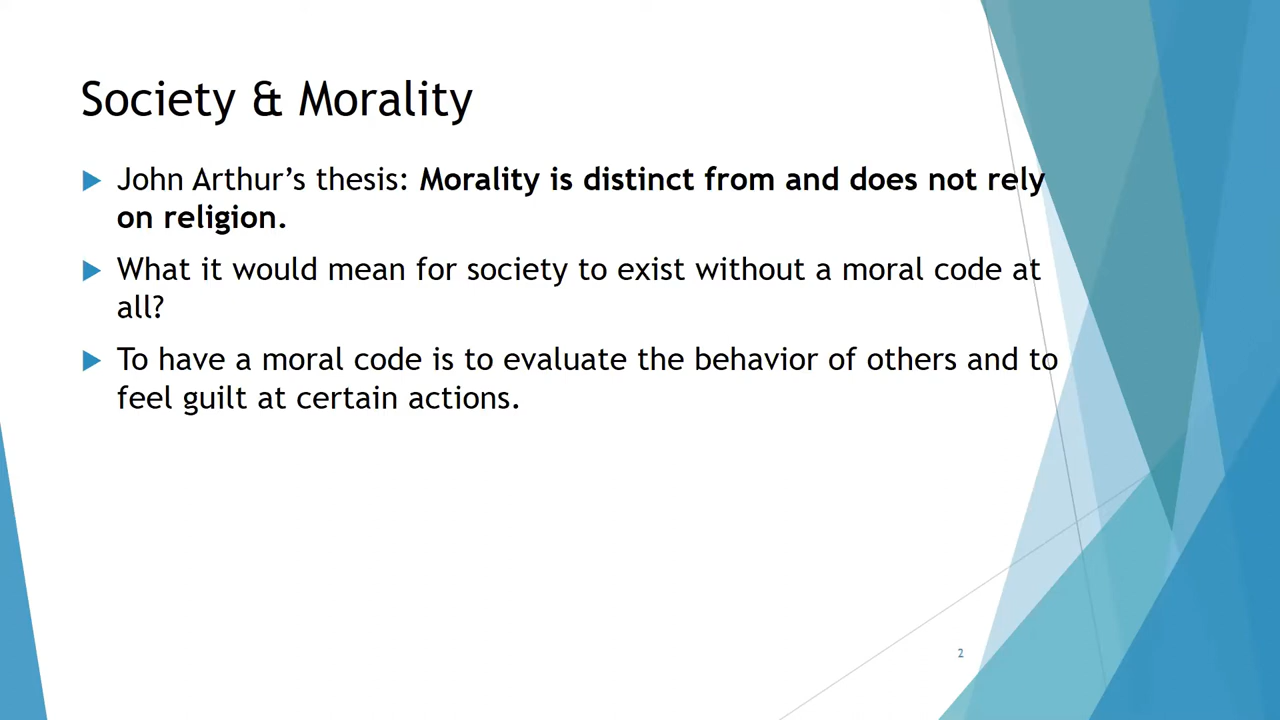 Society & Morality
John Arthur’s thesis: Morality is distinct from and does not rely
on religion.
What it would mean for society to exist without a moral code at
all?
To have a moral code is to evaluate the behavior of others and to
feel guilt at certain actions.
2